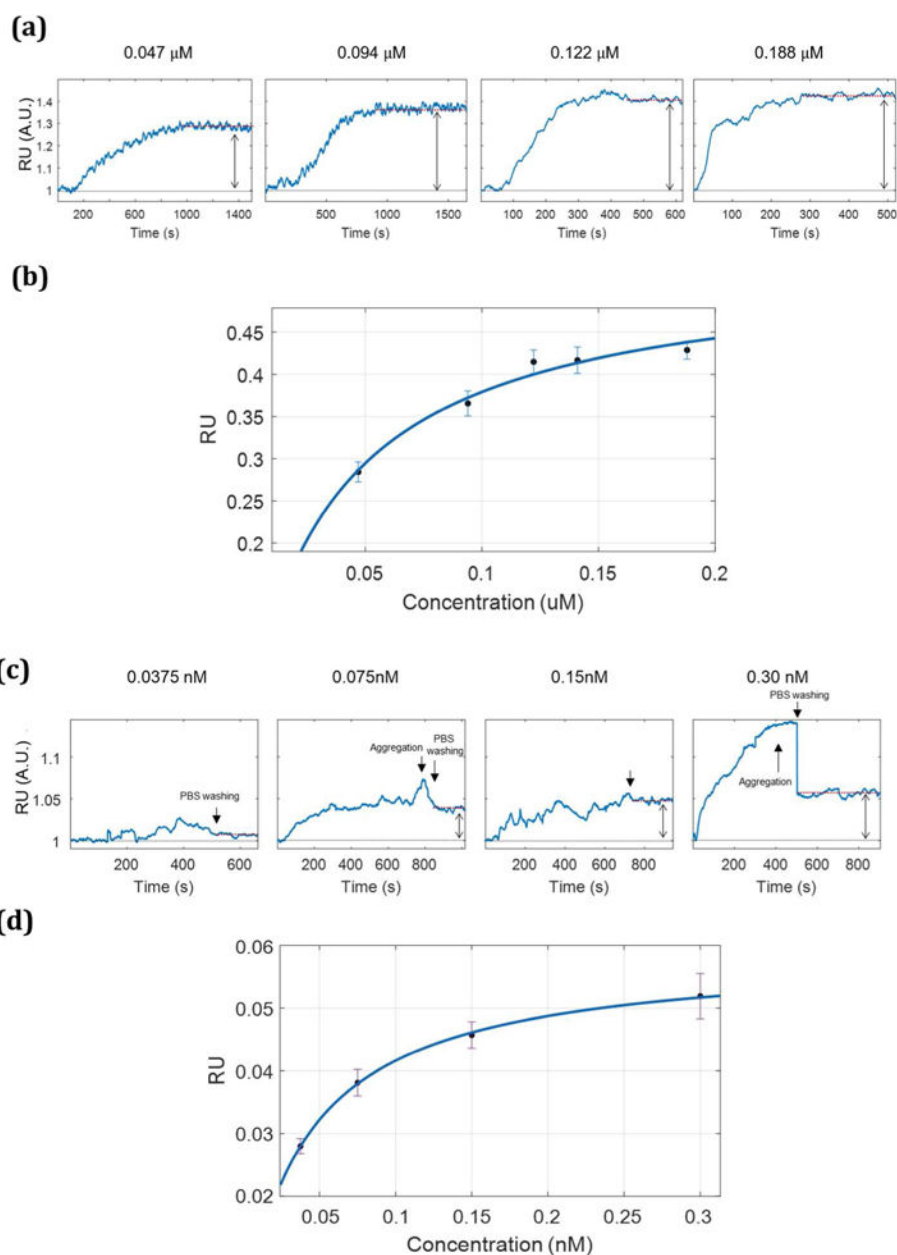 (a)
0.047 µM 0.094 µM 0.122 µM 0.188 µM
RU (A.U.)
1.4
1.3
1.2
1.1
1
200 600 1000 1400
500 1000 1500
100 200 300 400 500 600
100 200 300 400 500
Time (s) Time (s) Time (s) Time (s)
(b)
RU
0.45
0.4
0.35
0.3
0.25
0.2
0.05 0.1 0.15 0.2
Concentration (uM)
(c)
0.0375 nM 0.075nM 0.15nM 0.30 nM
PBS washing
RU (A.U.)
1.1
1.05
1
PBS washing
Aggregation
PBS
washing
Aggregation
200 400 600
200 400 600 800
200 400 600 800
200 400 600 800
Time (s) Time (s) Time (s) Time (s)
(d)
RU
0.06
0.05
0.04
0.03
0.02
0.05 0.1 0.15 0.2 0.25 0.3
Concentration (nM)